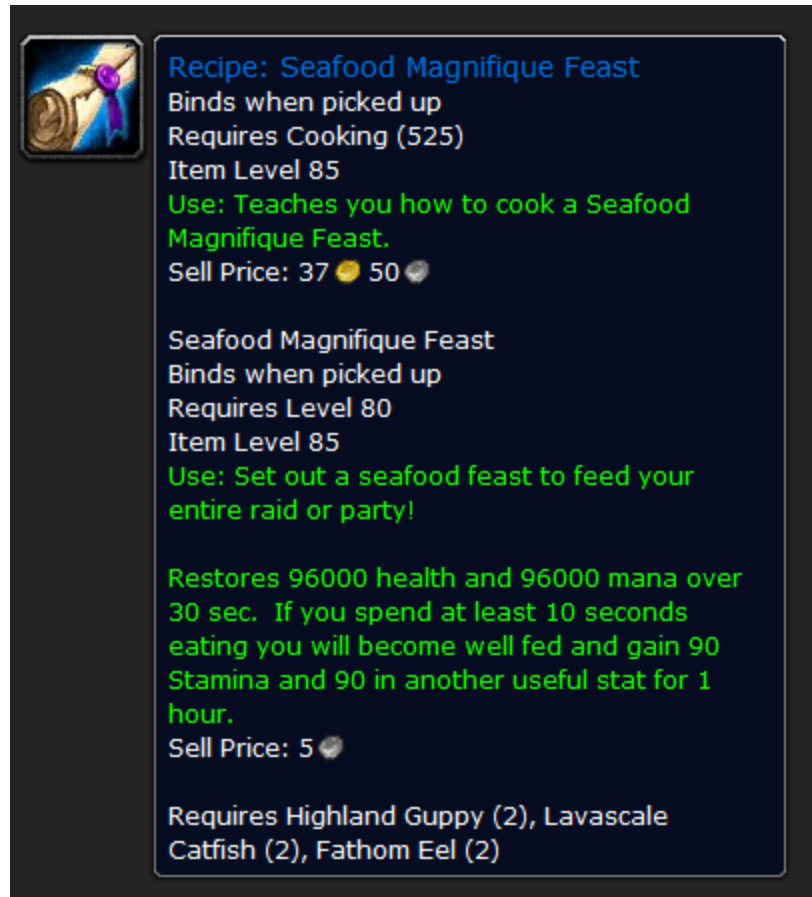 Recipe: Seafood Magnifique Feast
Binds when picked up
Requires Cooking (525)
Item Level 85
Use: Teaches you how to cook a Seafood
Magnifique Feast.
Sell Price: 37 50
Seafood Magnifique Feast
Binds when picked up
Requires Level 80
Item Level 85
Use: Set out a seafood feast to feed your
entire raid or party!
Restores 96000 health and 96000 mana over
30 sec.  If you spend at least 10 seconds
eating you will become well fed and gain 90
Stamina and 90 in another useful stat for 1
hour.
Sell Price: 5
Requires Highland Guppy (2), Lavascale
Catfish (2), Fathom Eel (2)